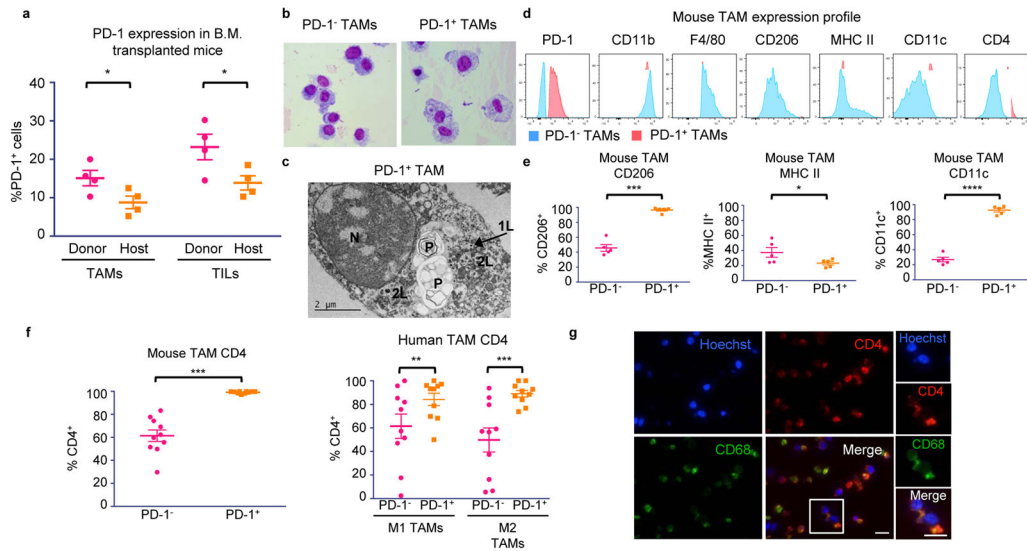 a
PD-1 expression in B.M.
transplanted mice
%PD-1+ cells
40
30
20
10
0
*
*
Donor Host
Donor Host
TAMs
TILs
b
PD-1- TAMs
PD-1+ TAMs
c
PD-1+ TAM
N
P
P
1L
2L
2L
2 µm
d
Mouse TAM expression profile
PD-1
CD11b
F4/80
CD206
MHC II
CD11c
CD4
PD-1- TAMs
PD-1+ TAMs
e
Mouse TAM
CD206
% CD206+
100
80
60
40
20
0
***
PD-1-
PD-1+
Mouse TAM
MHC II
%MHC II+
100
80
60
40
20
0
*
PD-1-
PD-1+
Mouse TAM
CD11c
% CD11c+
100
80
60
40
20
0
****
PD-1-
PD-1+
f
Mouse TAM CD4
% CD4+
100
80
60
40
20
0
***
PD-1-
PD-1+
Human TAM CD4
% CD4+
100
80
60
40
20
0
**
***
PD-1- PD-1+
PD-1- PD-1+
M1 TAMs
M2
TAMs
g
Hoechst
CD4
CD68
Merge
Hoechst
CD4
CD68
Merge